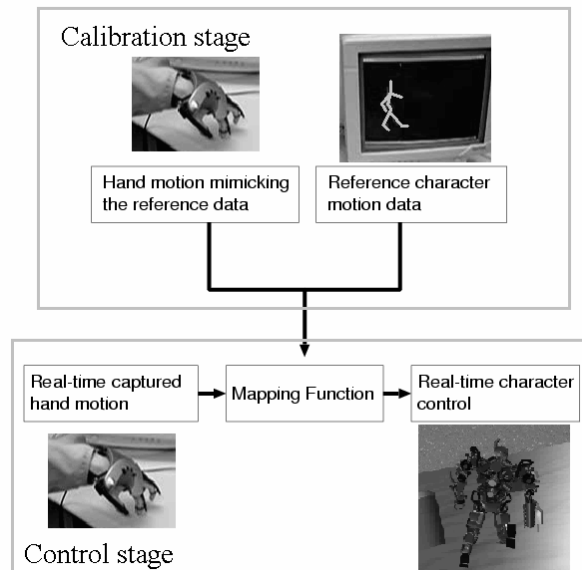 Calibration stage
Hand motion mimicking
the reference data
Reference character
motion data
Real-time captured
hand motion
Mapping Function
Real-time character
control
Control stage